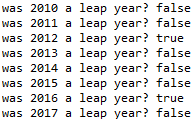 was 2010 a leap year? false
was 2011 a leap year? false
was 2012 a leap year? true
was 2013 a leap year? false
was 2014 a leap year? false
was 2015 a leap year? false
was 2016 a leap year? true
was 2017 a leap year? false